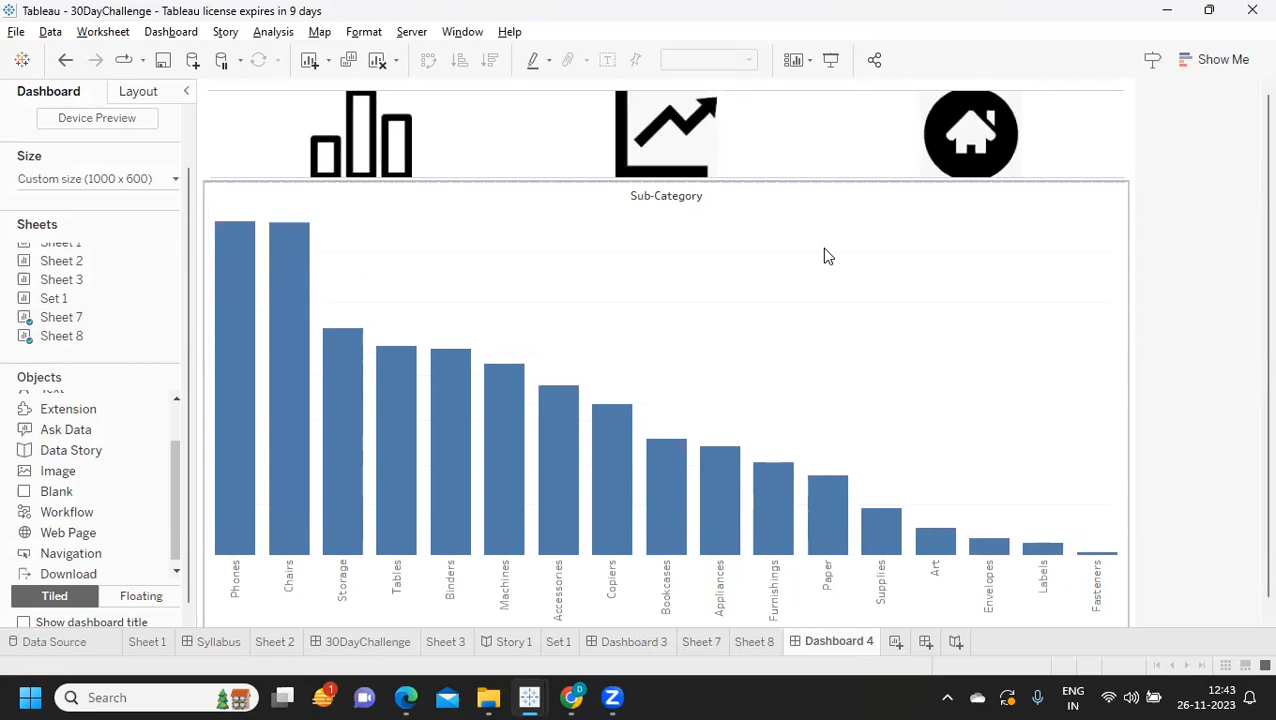 Tableau - 30DayChallenge - Tableau license expires in 9 days
File Data Worksheet Dashboard Story Analysis Map Format Server Window Help
Show Me
Dashboard Layout
Device Preview
Size
Custom size (1000 x 600)
Sheets
Sheet 1
Sheet 2
Sheet 3
Set 1
Sheet 7
Sheet 8
Objects
Text
Extension
Ask Data
Data Story
Image
Blank
Workflow
Web Page
Navigation
Download
Tiled Floating
Show dashboard title
Sub-Category
Phones
Chairs
Storage
Tables
Binders
Machines
Accessories
Copiers
Bookcases
Appliances
Furnishings
Paper
Supplies
Art
Envelopes
Labels
Fasteners
Data Source Sheet 1 Syllabus Sheet 2 30DayChallenge Sheet 3 Story 1 Set 1 Dashboard 3 Sheet 7 Sheet 8 Dashboard 4
Search
1
D
ENG
IN
12:43
26-11-2023